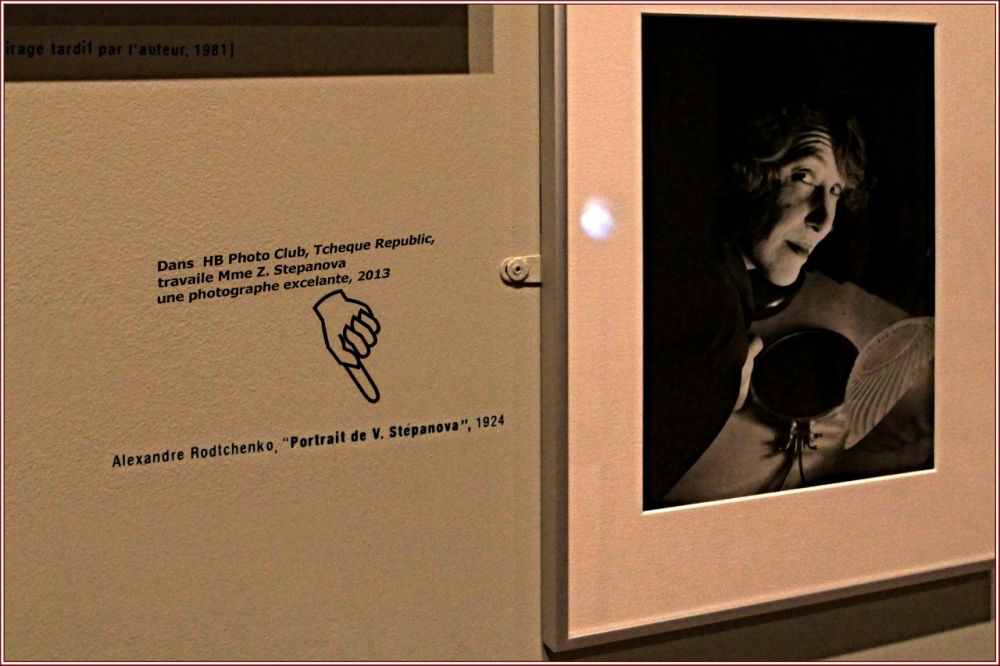 irage tardif par l'auteur, 1981]
Dans HB Photo Club, Tcheque Republic,
travaile Mme Z. Stepanova
une photographe excelante, 2013
Alexandre Rodtchenko, "Portrait de V. Stépanova", 1924